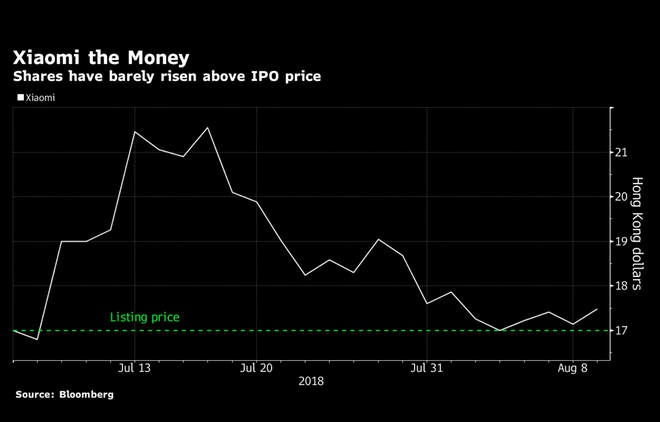 Xiaomi the Money
Shares have barely risen above IPO price
Xiaomi
21
20
19
18
17
Hong Kong dollars
Listing price
Jul 13
Jul 20
Jul 31
Aug 8
2018
Source: Bloomberg